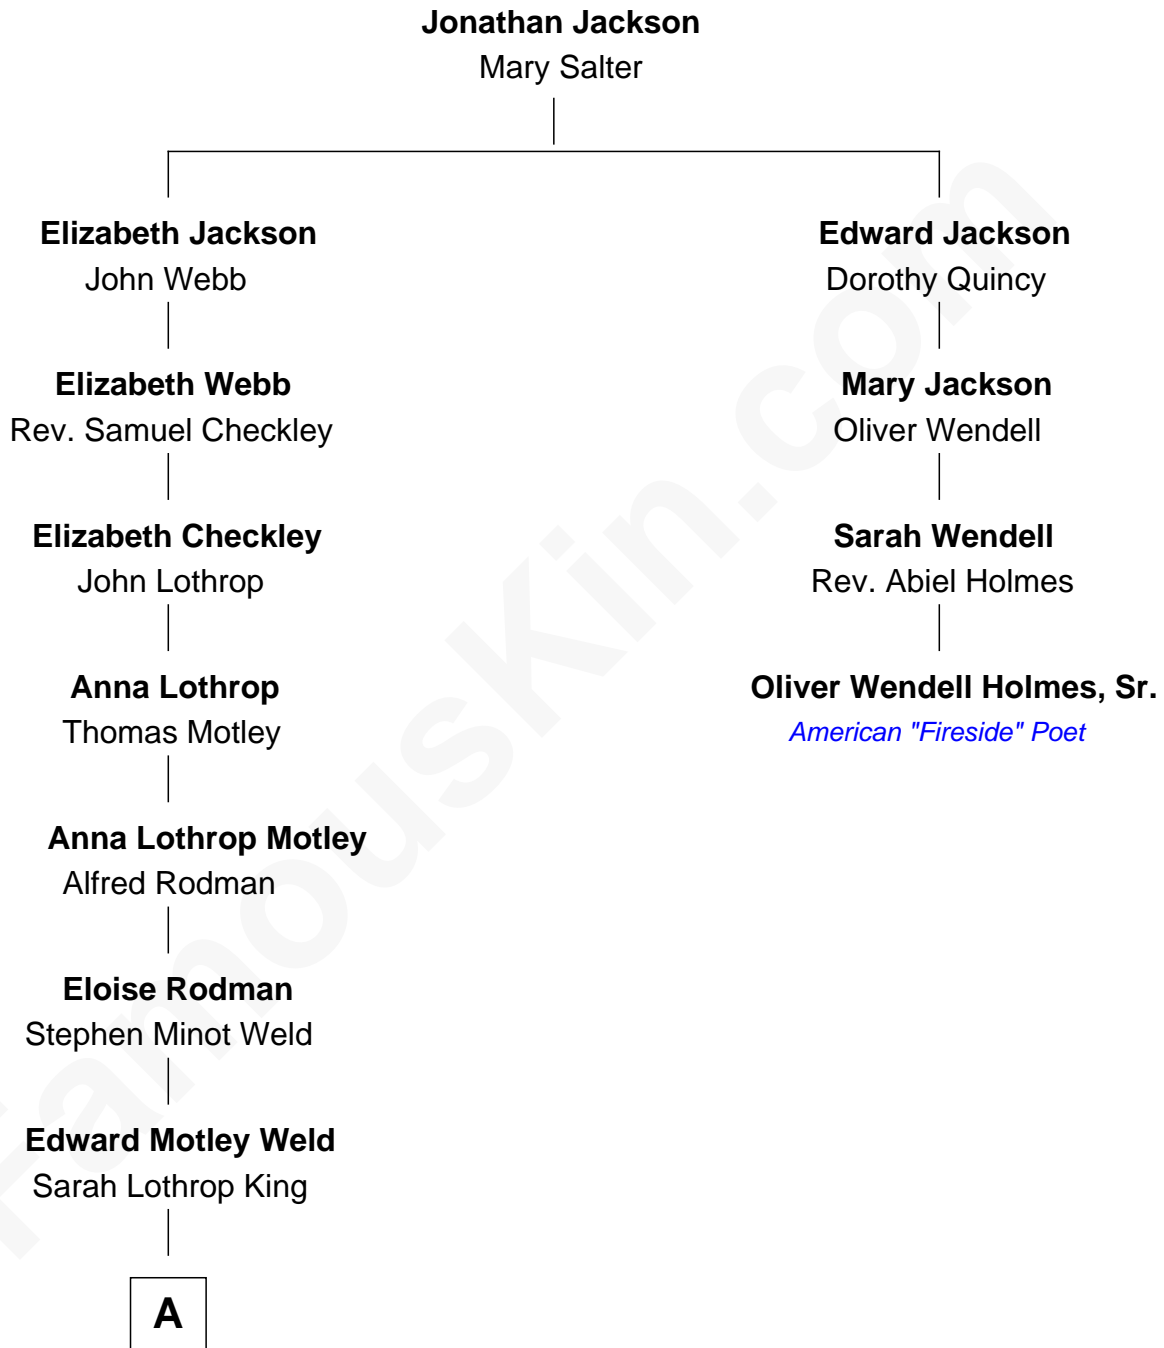 Jonathan Jackson
Mary Salter
Elizabeth Jackson
John Webb
Edward Jackson
Dorothy Quincy
Elizabeth Webb
Rev. Samuel Checkley
Mary Jackson
Oliver Wendell
Elizabeth Checkley
John Lothrop
Sarah Wendell
Rev. Abiel Holmes
Anna Lothrop
Thomas Motley
Oliver Wendell Holmes, Sr.
American "Fireside" Poet
Anna Lothrop Motley
Alfred Rodman
Eloise Rodman
Stephen Minot Weld
Edward Motley Weld
Sarah Lothrop King
A
FamousKin.com